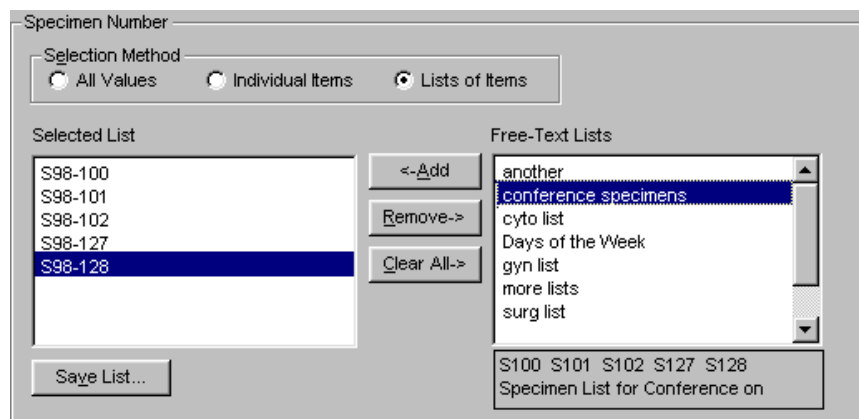 Specimen Number
Selection Method
All Values Individual Items Lists of Items
Selected List
S98-100
S98-101
S98-102
S98-127
S98-128
<-Add
Remove->
Clear All->
Free-Text Lists
another
conference specimens
cyto list
Days of the Week
gyn list
more lists
surg list
Save List...
S100 S101 S102 S127 S128
Specimen List for Conference on